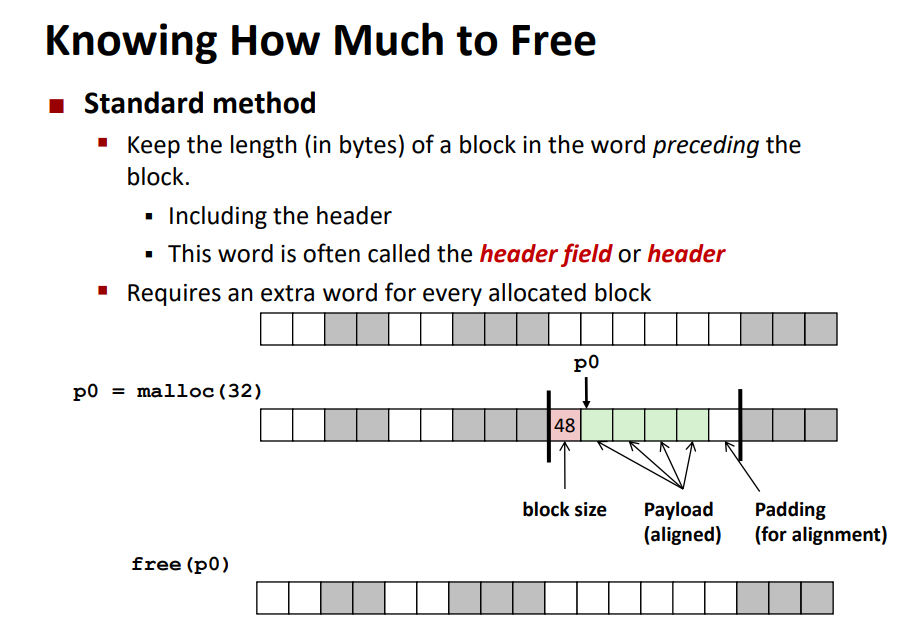 Knowing How Much to Free
Standard method
Keep the length (in bytes) of a block in the word preceding the
block.
Including the header
This word is often called the header field or header
Requires an extra word for every allocated block
p0
p0 = malloc(32)
48
block size
Payload
(aligned)
Padding
(for alignment)
free(p0)